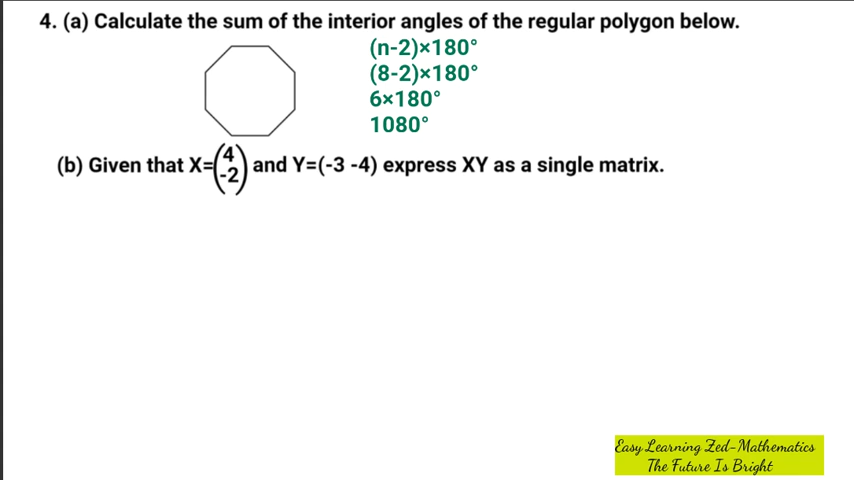 4. (a) Calculate the sum of the interior angles of the regular polygon below.
(n-2)×180°
(8-2)×180°
6×180°
1080°
(b) Given that X=(4 -2) and Y=(-3 -4) express XY as a single matrix.
Easy Learning Zed-Mathematics
The Future Is Bright